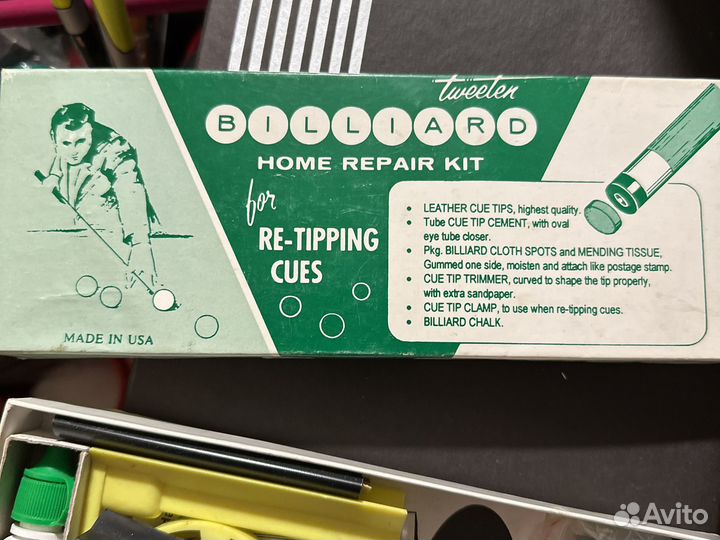 tweeten
BILLIARD
HOME REPAIR KIT
for
RE-TIPPING
CUES
• LEATHER CUE TIPS, highest quality.
• Tube CUE TIP CEMENT, with oval
eye tube closer.
• Pkg. BILLIARD CLOTH SPOTS and MENDING TISSUE,
Gummed one side, moisten and attach like postage stamp.
• CUE TIP TRIMMER, curved to shape the tip properly,
with extra sandpaper.
• CUE TIP CLAMP, to use when re-tipping cues.
• BILLIARD CHALK.
MADE IN USA
Avito